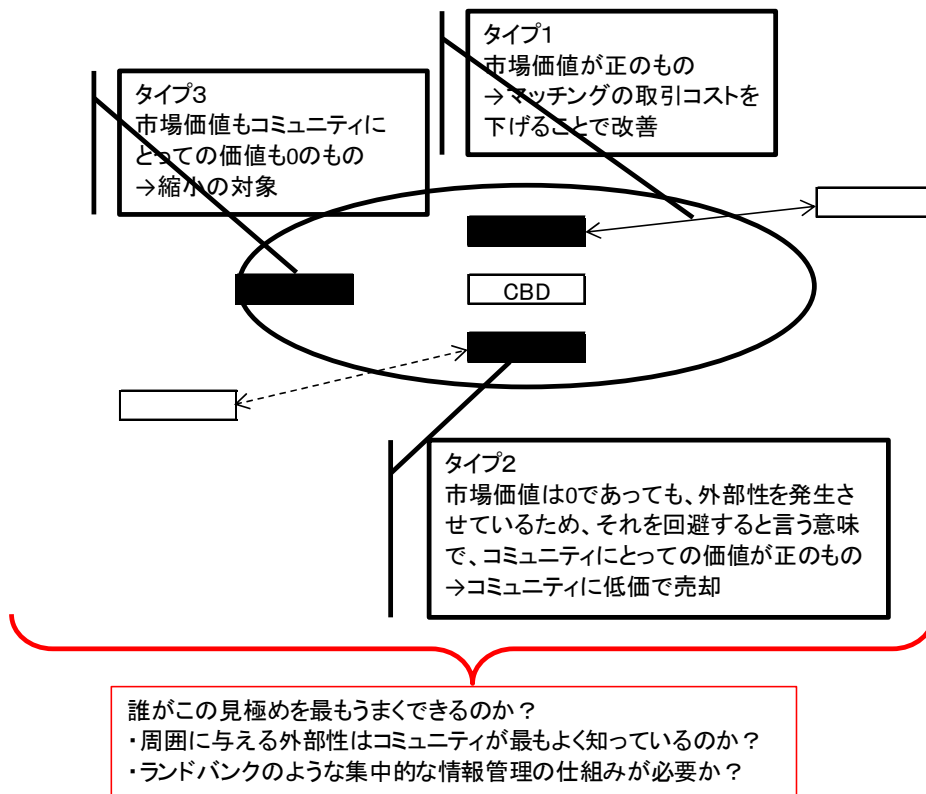 タイプ1
市場価値が正のもの
→マッチングの取引コストを
下げることで改善
タイプ3
市場価値もコミュニティに
とっての価値も0のもの
→縮小の対象
CBD
タイプ2
市場価値は0であっても、外部性を発生さ
せているため、それを回避すると言う意味
で、コミュニティにとっての価値が正のもの
→コミュニティに低価で売却
誰がこの見極めを最もうまくできるのか？
・周囲に与える外部性はコミュニティが最もよく知っているのか？
・ランドバンクのような集中的な情報管理の仕組みが必要か？